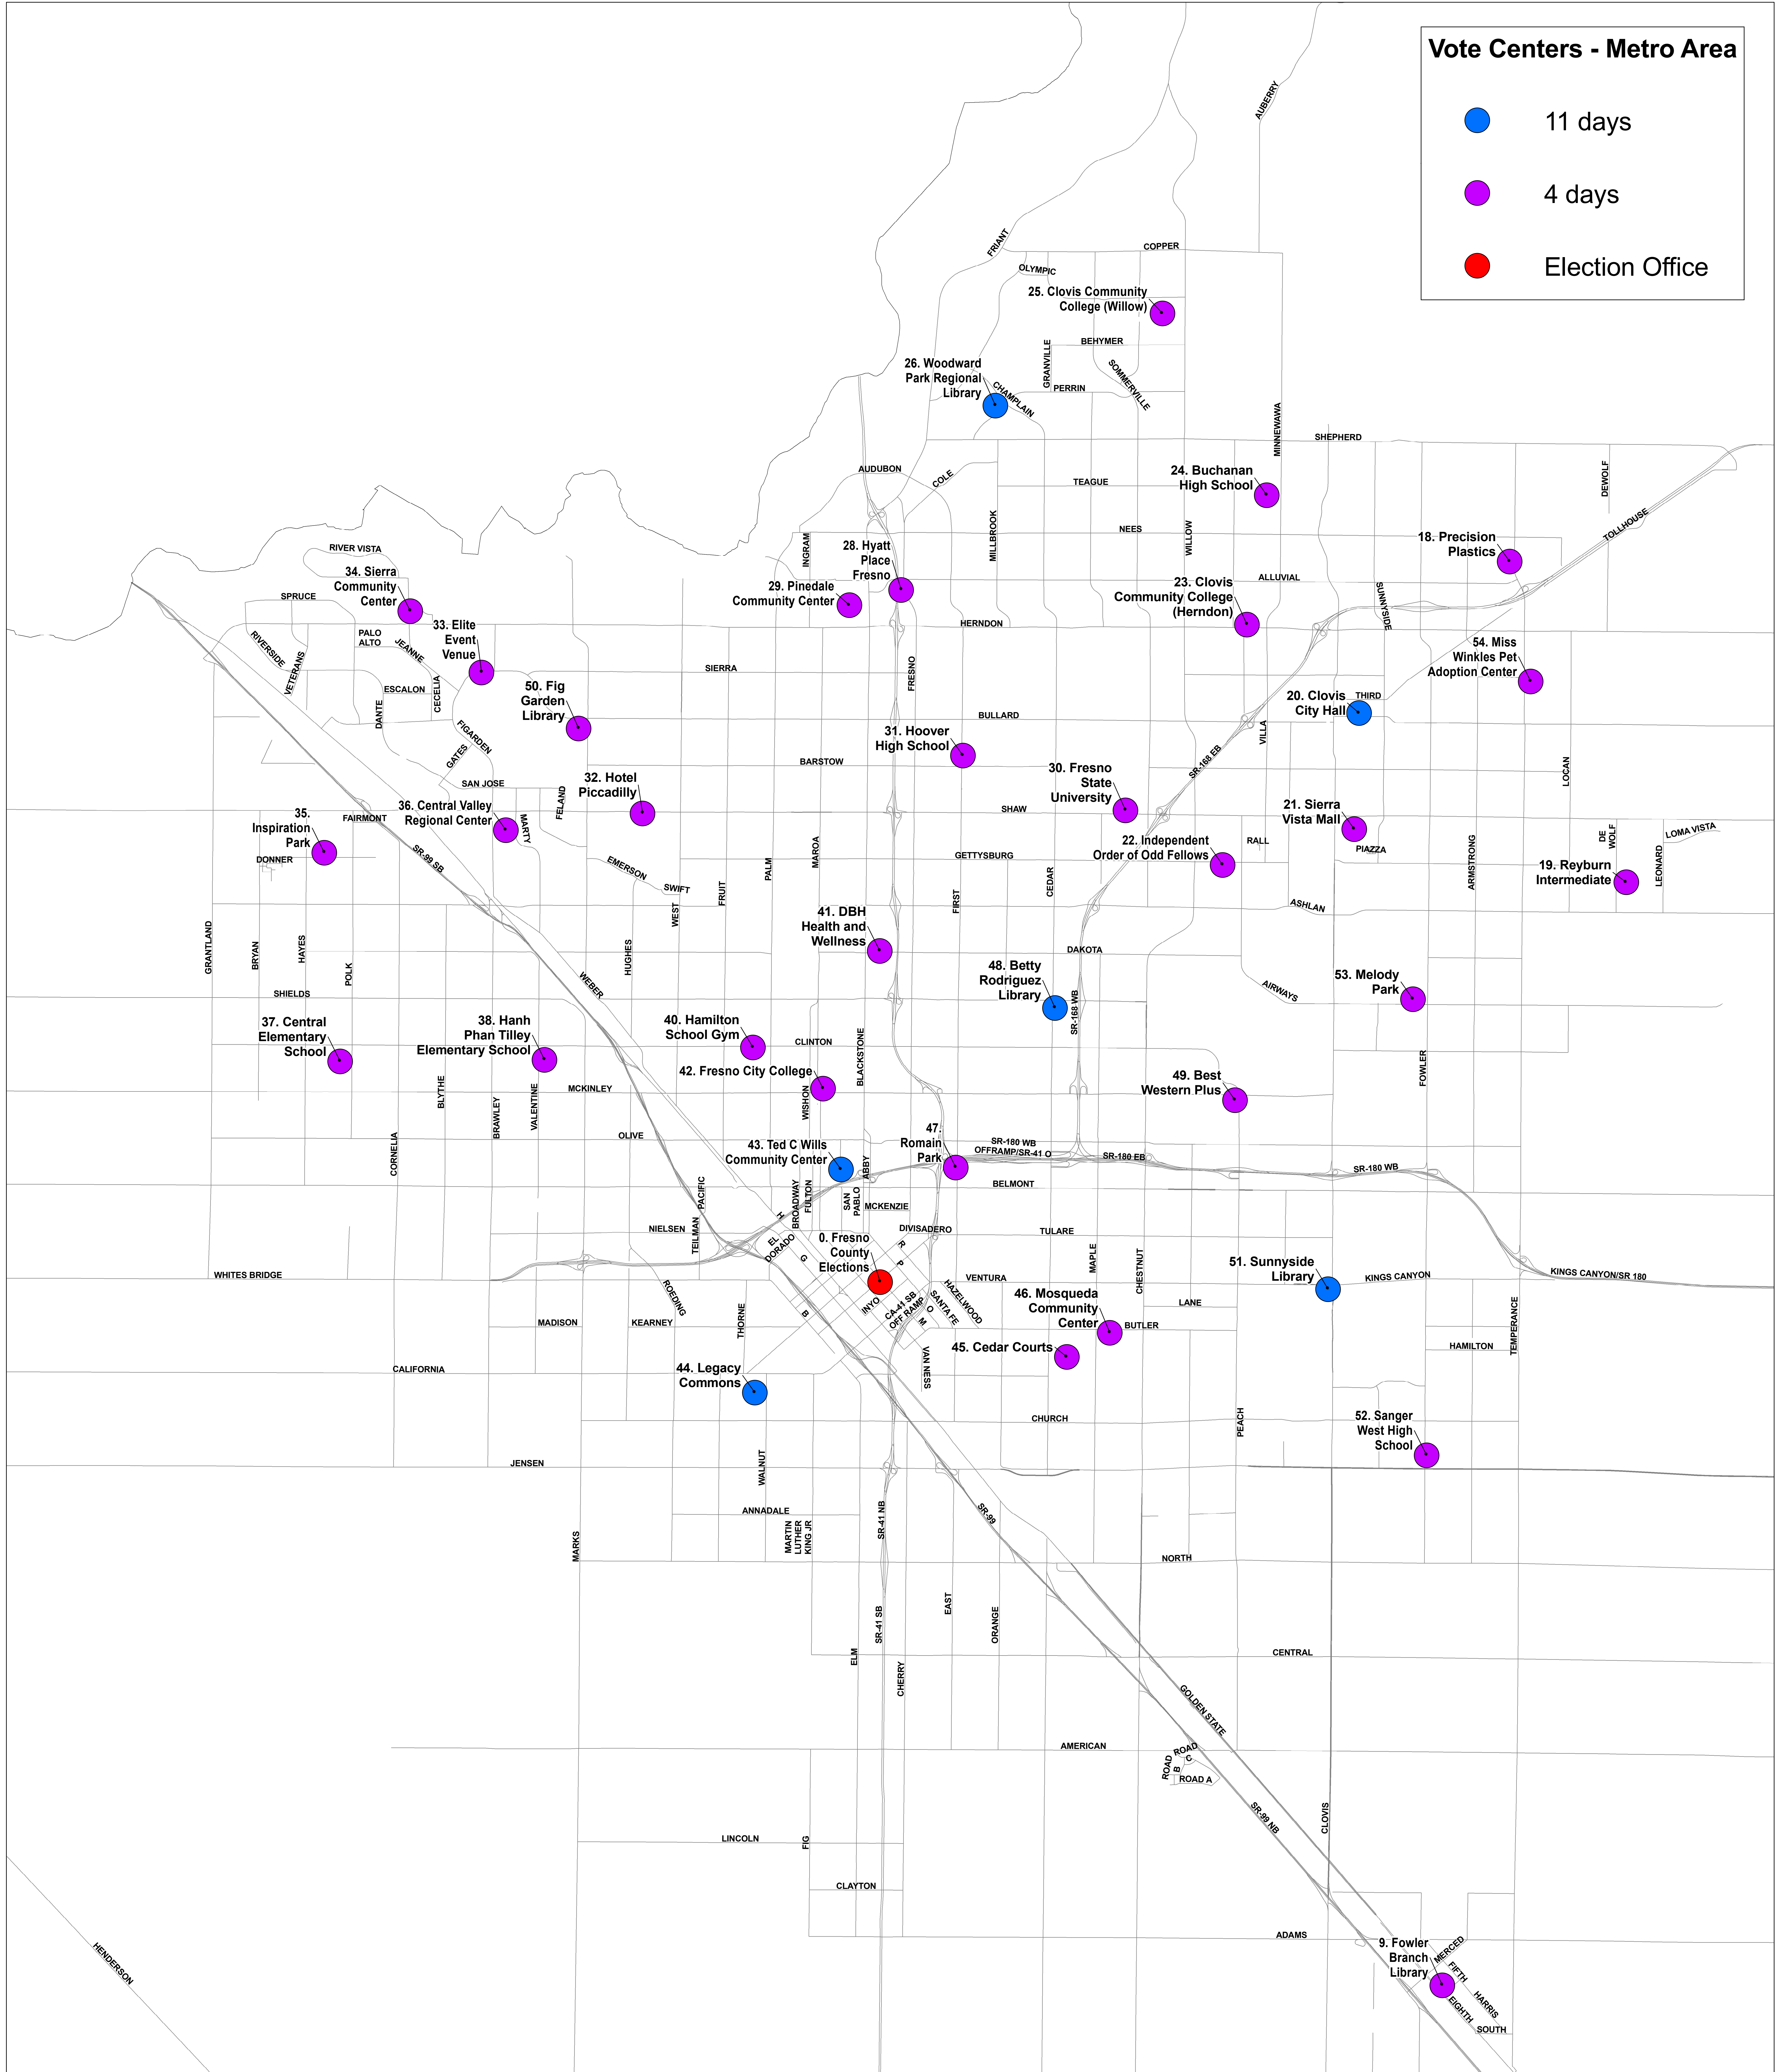 Vote Centers - Metro Area
11 days
4 days
Election Office
AUBERRY
FRIANT
COPPER
OLYMPIC
25. Clovis Community
College (Willow)
BEHYMER
GRANVILLE
SOMMERVILLE
26. Woodward
Park Regional
Library
CHAMPLAIN
PERRIN
MINNEWAWA
SHEPHERD
AUDUBON
COLE
TEAGUE
24. Buchanan
High School
DEWOLF
TOLLHOUSE
NEES
MILLBROOK
WILLOW
INGRAM
18. Precision
Plastics
RIVER VISTA
28. Hyatt
Place
Fresno
34. Sierra
Community
Center
29. Pinedale
Community Center
23. Clovis
Community College
(Herndon)
ALLUVIAL
SUNNYSIDE
SPRUCE
HERNDON
33. Elite
Event
Venue
PALO
ALTO
JEANNE
RIVERSIDE
VETERANS
54. Miss
Winkles Pet
Adoption Center
SIERRA
FRESNO
ESCALON
CECELIA
DANTE
50. Fig
Garden
Library
20. Clovis
City Hall
THIRD
BULLARD
VILLA
FIGARDEN
GATES
31. Hoover
High School
BARSTOW
SR-168 EB
LOCAN
SAN JOSE
32. Hotel
Piccadilly
30. Fresno
State
University
FELAND
SHAW
21. Sierra
Vista Mall
35.
Inspiration
Park
FAIRMONT
36. Central Valley
Regional Center
MARTY
DONNER
SR-99 SB
EMERSON
SWIFT
MAROA
PALM
FRUIT
WEST
GETTYSBURG
22. Independent
Order of Odd Fellows
RALL
PIAZZA
DE
WOLF
LOMA VISTA
LEONARD
ARMSTRONG
19. Reyburn
Intermediate
CEDAR
FIRST
ASHLAN
41. DBH
Health and
Wellness
DAKOTA
GRANTLAND
BRYAN
HAYES
POLK
HUGHES
WEBER
48. Betty
Rodriguez
Library
SR-168 WB
AIRWAYS
53. Melody
Park
SHIELDS
37. Central
Elementary
School
38. Hanh
Phan Tilley
Elementary School
40. Hamilton
School Gym
CLINTON
BLACKSTONE
42. Fresno City College
MCKINLEY
WISHON
49. Best
Western Plus
FOWLER
BLYTHE
BRAWLEY
VALENTINE
CORNELIA
OLIVE
43. Ted C Wills
Community Center
ABBY
47.
Romain
Park
SR-180 WB
OFFRAMP/SR-41 O
SR-180 EB
SR-180 WB
BELMONT
PACIFIC
TEILMAN
BROADWAY
FULTON
SAN
PABLO
MCKENZIE
NIELSEN
H
EL
DORADO
G
DIVISADERO
TULARE
R
P
0. Fresno
County
Elections
WHITES BRIDGE
VENTURA
MAPLE
CHESTNUT
51. Sunnyside
Library
KINGS CANYON
KINGS CANYON/SR 180
ROEDING
THORNE
B
INYO
CA-41 SB
OFF RAMP
O
M
SANTA FE
HAZELWOOD
46. Mosqueda
Community
Center
LANE
BUTLER
MADISON
KEARNEY
45. Cedar Courts
VAN NESS
HAMILTON
TEMPERANCE
CALIFORNIA
44. Legacy
Commons
CHURCH
PEACH
52. Sanger
West High
School
JENSEN
WALNUT
ANNADALE
MARTIN
LUTHER
KING JR
SR-41 NB
SR-99
MARKS
NORTH
EAST
ORANGE
SR-41 SB
ELM
CHERRY
CENTRAL
GOLDEN STATE
AMERICAN
ROAD
B
ROAD
C
ROAD A
SR-99 NB
CLOVIS
LINCOLN
FIG
CLAYTON
ADAMS
9. Fowler
Branch
Library
MERCED
FIFTH
HARRIS
EIGHTH
SOUTH
HENDERSON